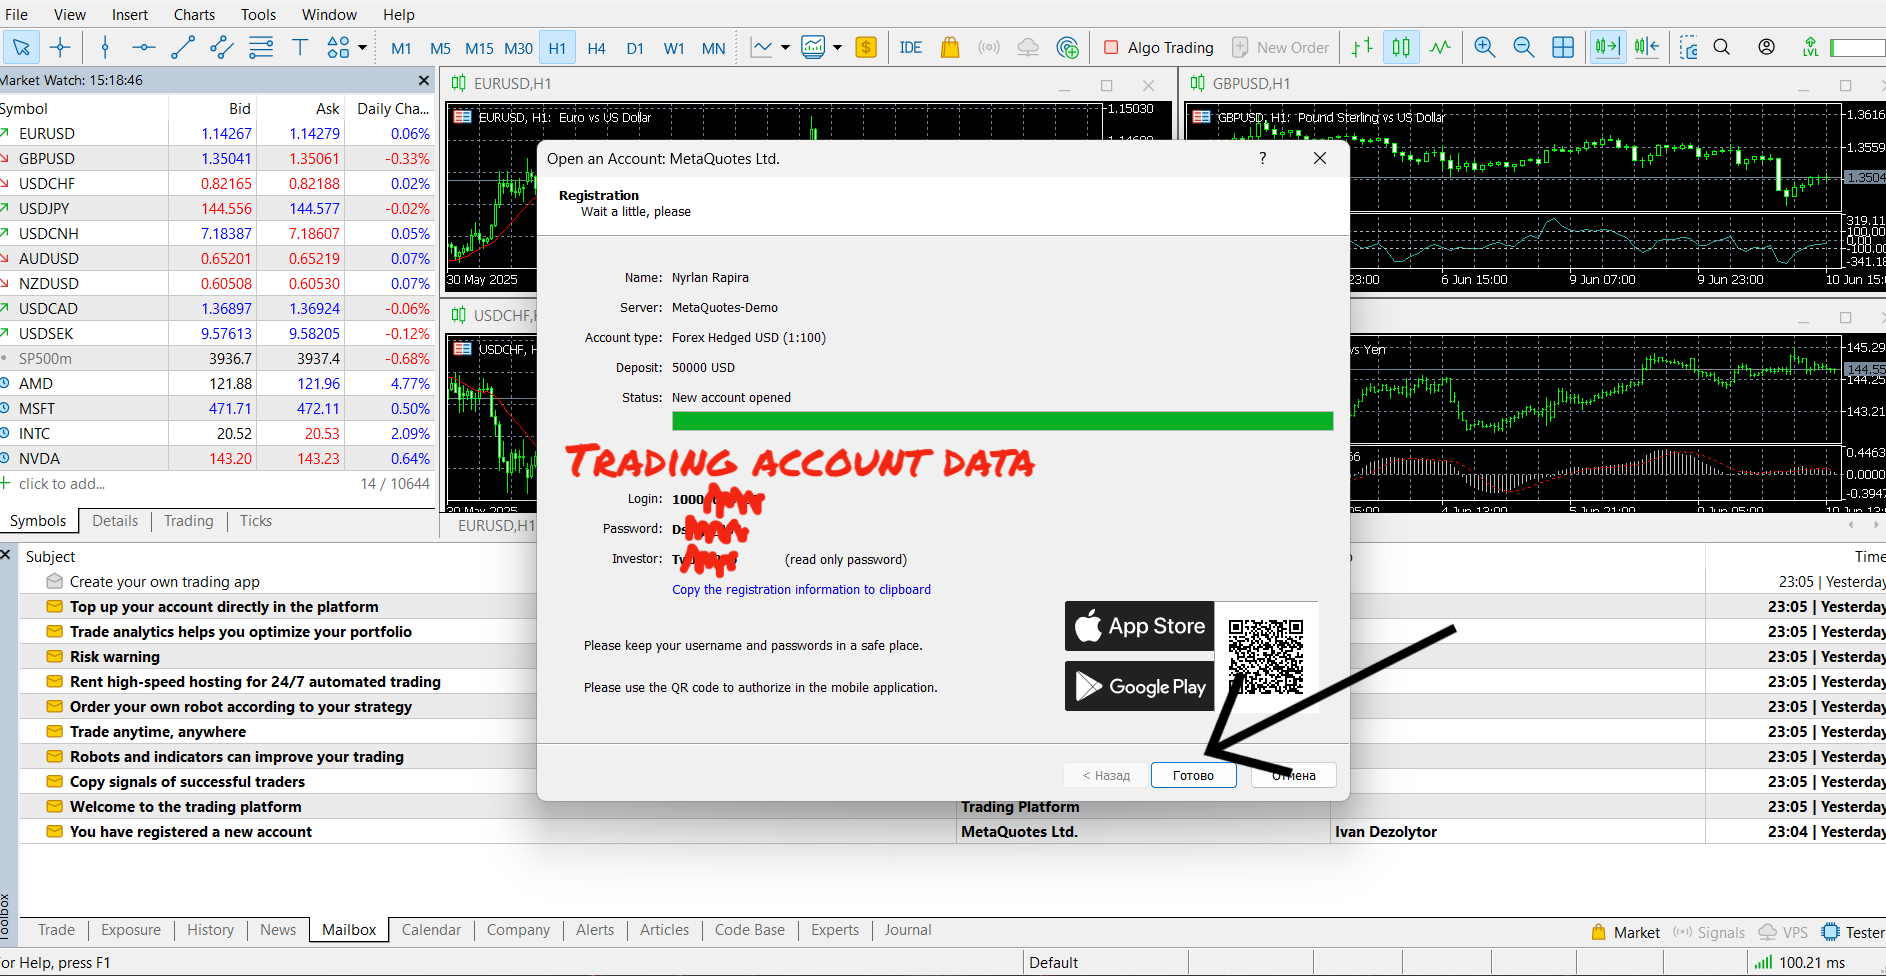 File View Insert Charts Tools Window Help
M1 M5 M15 M30 H1 H4 D1 W1 MN $ IDE Algo Trading New Order LVL
Market Watch: 15:18:46
Symbol Bid Ask Daily Cha...
EURUSD 1.14267 1.14279 0.06%
GBPUSD 1.35041 1.35061 -0.33%
USDCHF 0.82165 0.82188 0.02%
USDJPY 144.556 144.577 -0.02%
USDCNH 7.18387 7.18607 0.05%
AUDUSD 0.65201 0.65219 0.07%
NZDUSD 0.60508 0.60530 0.07%
USDCAD 1.36897 1.36924 -0.06%
USDSEK 9.57613 9.58205 -0.12%
SP500m 3936.7 3937.4 -0.68%
AMD 121.88 121.96 4.77%
MSFT 471.71 472.11 0.50%
INTC 20.52 20.53 2.09%
NVDA 143.20 143.23 0.64%
click to add... 14 / 10644
Symbols Details Trading Ticks
EURUSD,H1
EURUSD, H1: Euro vs US Dollar
1.15030
30 May 2025
GBPUSD,H1
GBPUSD, H1: Pound Sterling vs US Dollar
1.3616
1.3559
1.3504
319.11
100.00
0.00
-100.00
-341.18
23:00 6 Jun 15:00 9 Jun 07:00 9 Jun 23:00 10 Jun 15:
USDCHF,
USDCHF,
vs Yen
145.29
144.55
144.25
143.21
0.4463
0.0000
-0.3947
EURUSD,H1
Open an Account: MetaQuotes Ltd. ?
Registration
Wait a little, please
Name: Nyrlan Rapira
Server: MetaQuotes-Demo
Account type: Forex Hedged USD (1:100)
Deposit: 50000 USD
Status: New account opened
TRADING ACCOUNT DATA
Login: 1000
Password: Ds
Investor: (read only password)
Copy the registration information to clipboard
Please keep your username and passwords in a safe place.
Please use the QR code to authorize in the mobile application.
App Store
Google Play
< Назад Готово Отмена
Subject Time
Create your own trading app 23:05 | Yesterday
Top up your account directly in the platform 23:05 | Yesterday
Trade analytics helps you optimize your portfolio 23:05 | Yesterday
Risk warning 23:05 | Yesterday
Rent high-speed hosting for 24/7 automated trading 23:05 | Yesterday
Order your own robot according to your strategy 23:05 | Yesterday
Trade anytime, anywhere 23:05 | Yesterday
Robots and indicators can improve your trading 23:05 | Yesterday
Copy signals of successful traders 23:05 | Yesterday
Welcome to the trading platform Trading Platform 23:05 | Yesterday
You have registered a new account MetaQuotes Ltd. Ivan Dezolytor 23:04 | Yesterday
Toolbox
Trade Exposure History News Mailbox Calendar Company Alerts Articles Code Base Experts Journal
Market Signals VPS Tester
or Help, press F1 Default 100.21 ms